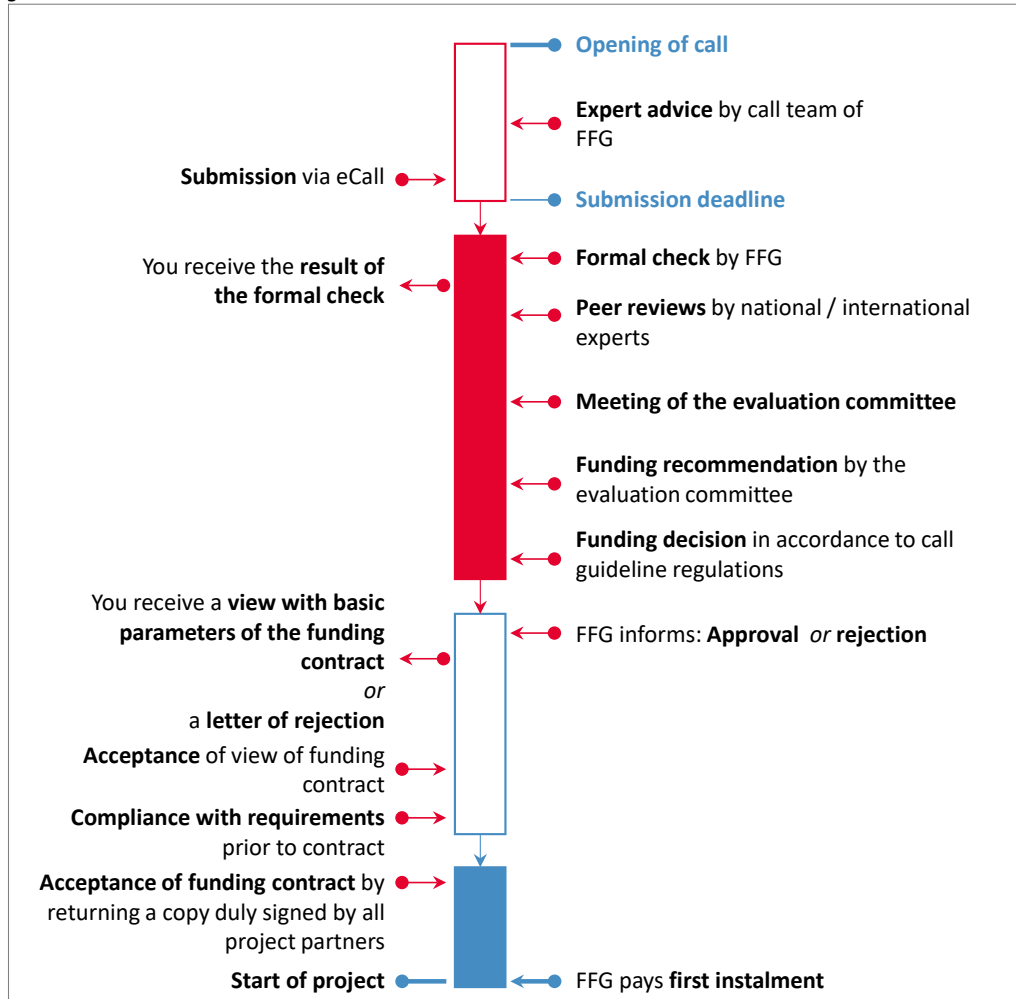 Opening of call
Expert advice by call team of
FFG
Submission via eCall
Submission deadline
Formal check by FFG
You receive the result of
the formal check
Peer reviews by national / international
experts
Meeting of the evaluation committee
Funding recommendation by the
evaluation committee
Funding decision in accordance to call
guideline regulations
You receive a view with basic
parameters of the funding
contract
or
a letter of rejection
FFG informs: Approval or rejection
Acceptance of view of funding
contract
Compliance with requirements
prior to contract
Acceptance of funding contract by
returning a copy duly signed by all
project partners
Start of project
FFG pays first instalment